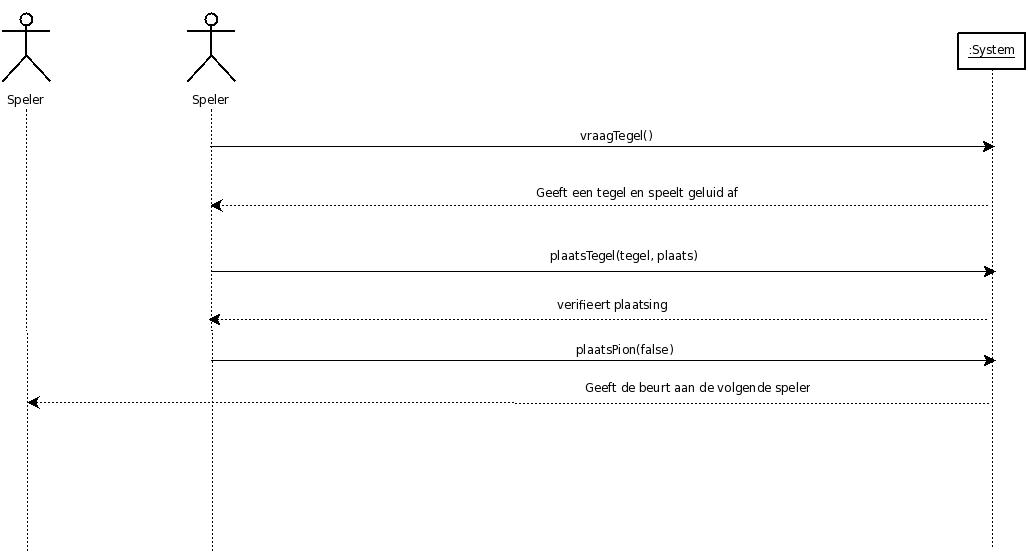 Speler
Speler
:System
vraagTegel()
Geeft een tegel en speelt geluid af
plaatsTegel(tegel, plaats)
verifieert plaatsing
plaatsPion(false)
Geeft de beurt aan de volgende speler